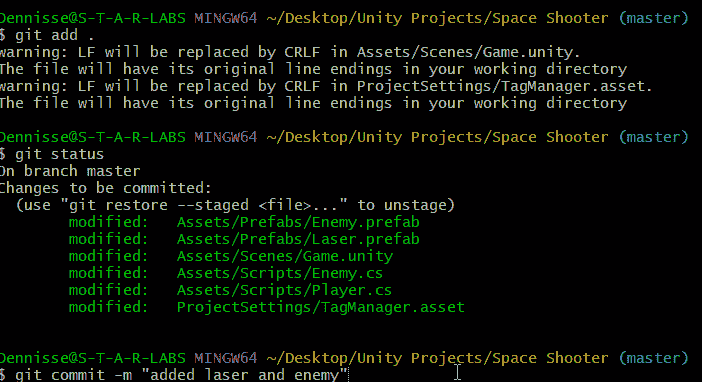 Dennisse@S-T-A-R-LABS MINGW64 ~/Desktop/Unity Projects/Space Shooter (master)
$ git add .
warning: LF will be replaced by CRLF in Assets/Scenes/Game.unity.
The file will have its original line endings in your working directory
warning: LF will be replaced by CRLF in ProjectSettings/TagManager.asset.
The file will have its original line endings in your working directory
Dennisse@S-T-A-R-LABS MINGW64 ~/Desktop/Unity Projects/Space Shooter (master)
$ git status
On branch master
Changes to be committed:
  (use "git restore --staged <file>..." to unstage)
        modified:   Assets/Prefabs/Enemy.prefab
        modified:   Assets/Prefabs/Laser.prefab
        modified:   Assets/Scenes/Game.unity
        modified:   Assets/Scripts/Enemy.cs
        modified:   Assets/Scripts/Player.cs
        modified:   ProjectSettings/TagManager.asset
Dennisse@S-T-A-R-LABS MINGW64 ~/Desktop/Unity Projects/Space Shooter (master)
$ git commit -m "added laser and enemy"